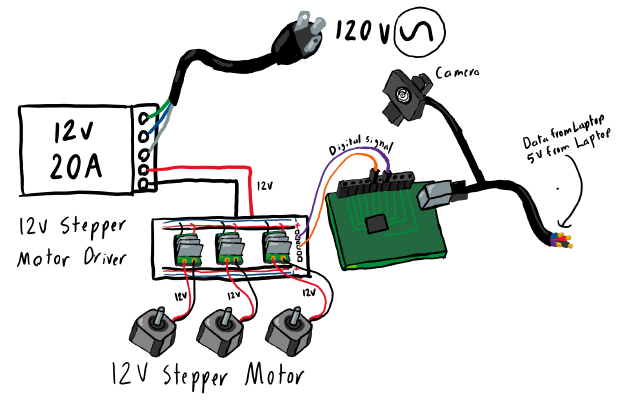 120V
Camera
12V
20A
Digital signal
Data from Laptop
5V from Laptop
12V
12V Stepper
Motor Driver
12V
12V
12V
12V Stepper Motor